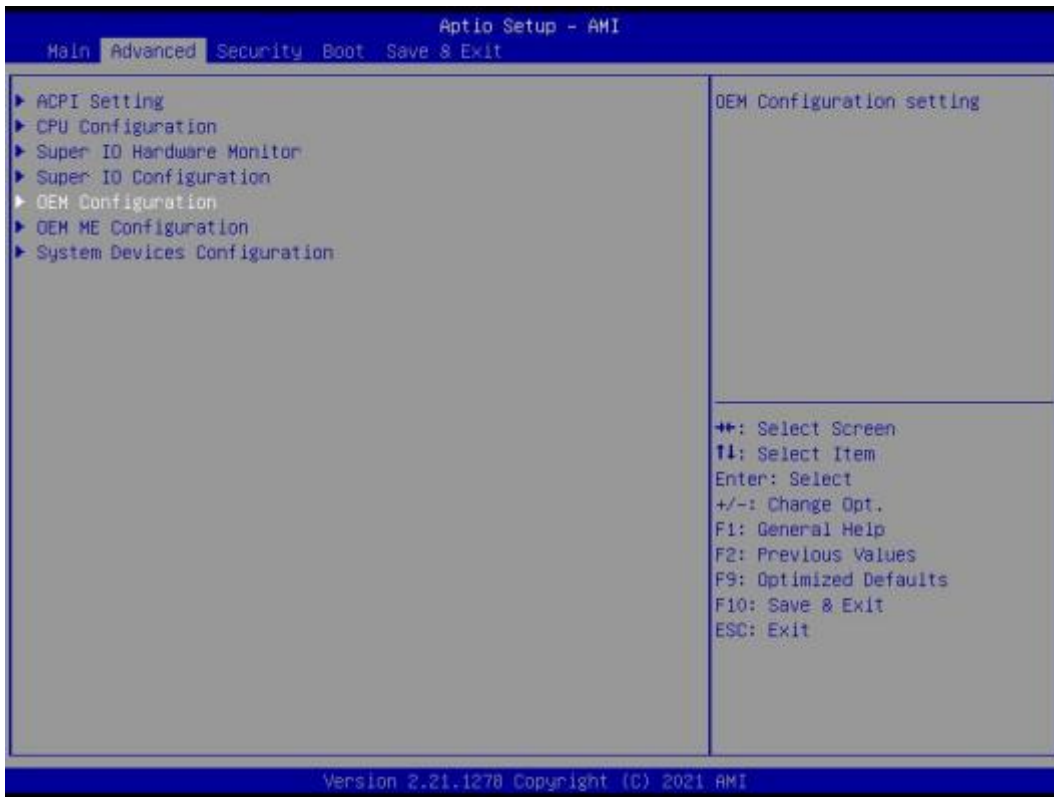 Aptio Setup - AMI
Main Advanced Security Boot Save & Exit
▶ ACPI Setting
▶ CPU Configuration
▶ Super IO Hardware Monitor
▶ Super IO Configuration
▶ OEM Configuration
▶ OEM ME Configuration
▶ System Devices Configuration
OEM Configuration setting
→←: Select Screen
↑↓: Select Item
Enter: Select
+/-: Change Opt.
F1: General Help
F2: Previous Values
F9: Optimized Defaults
F10: Save & Exit
ESC: Exit
Version 2.21.1278 Copyright (C) 2021 AMI